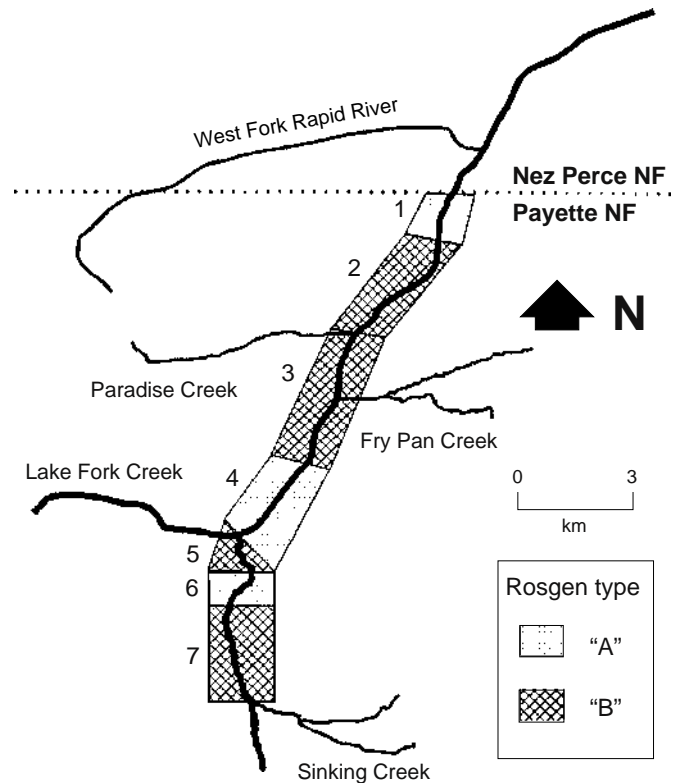 West Fork Rapid River
Nez Perce NF
1
Payette NF
2
N
3
Paradise Creek
Fry Pan Creek
4
Lake Fork Creek
0 3
km
5
6
Rosgen type
“A”
7
“B”
Sinking Creek